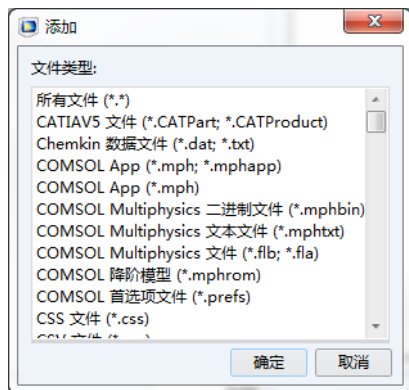 添加
文件类型:
所有文件 (*.*)
CATIAV5 文件 (*.CATPart; *.CATProduct)
Chemkin 数据文件 (*.dat; *.txt)
COMSOL App (*.mph; *.mphapp)
COMSOL App (*.mph)
COMSOL Multiphysics 二进制文件 (*.mphbin)
COMSOL Multiphysics 文本文件 (*.mphtxt)
COMSOL Multiphysics 文件 (*.flb; *.fla)
COMSOL 降阶模型 (*.mphrom)
COMSOL 首选项文件 (*.prefs)
CSS 文件 (*.css)
确定 取消